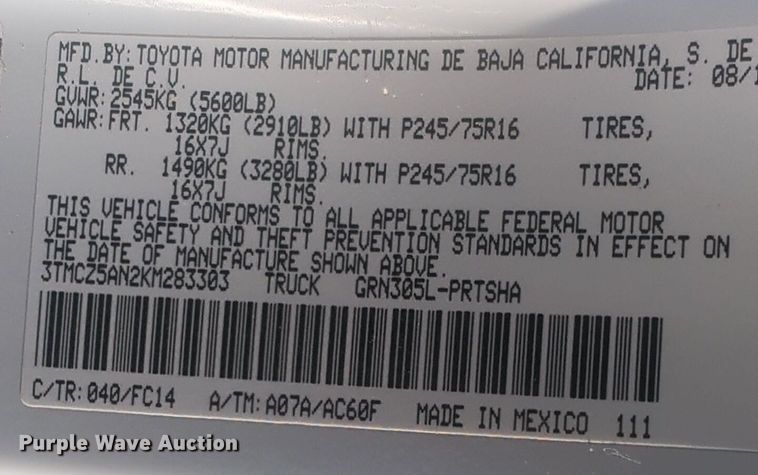 MFD.BY: TOYOTA MOTOR MANUFACTURING DE BAJA CALIFORNIA, S. DE
R.L. DE C.V.
DATE: 08/1
GVWR: 2545KG (5600LB)
GAWR: FRT. 1320KG (2910LB) WITH P245/75R16 TIRES,
16X7J RIMS.
RR. 1490KG (3280LB) WITH P245/75R16 TIRES,
16X7J RIMS.
THIS VEHICLE CONFORMS TO ALL APPLICABLE FEDERAL MOTOR
VEHICLE SAFETY AND THEFT PREVENTION STANDARDS IN EFFECT ON
THE DATE OF MANUFACTURE SHOWN ABOVE.
3TMCZ5AN2KM283303 TRUCK GRN305L-PRTSHA
C/TR: 040/FC14 A/TM: A07A/AC60F MADE IN MEXICO 111
Purple Wave Auction